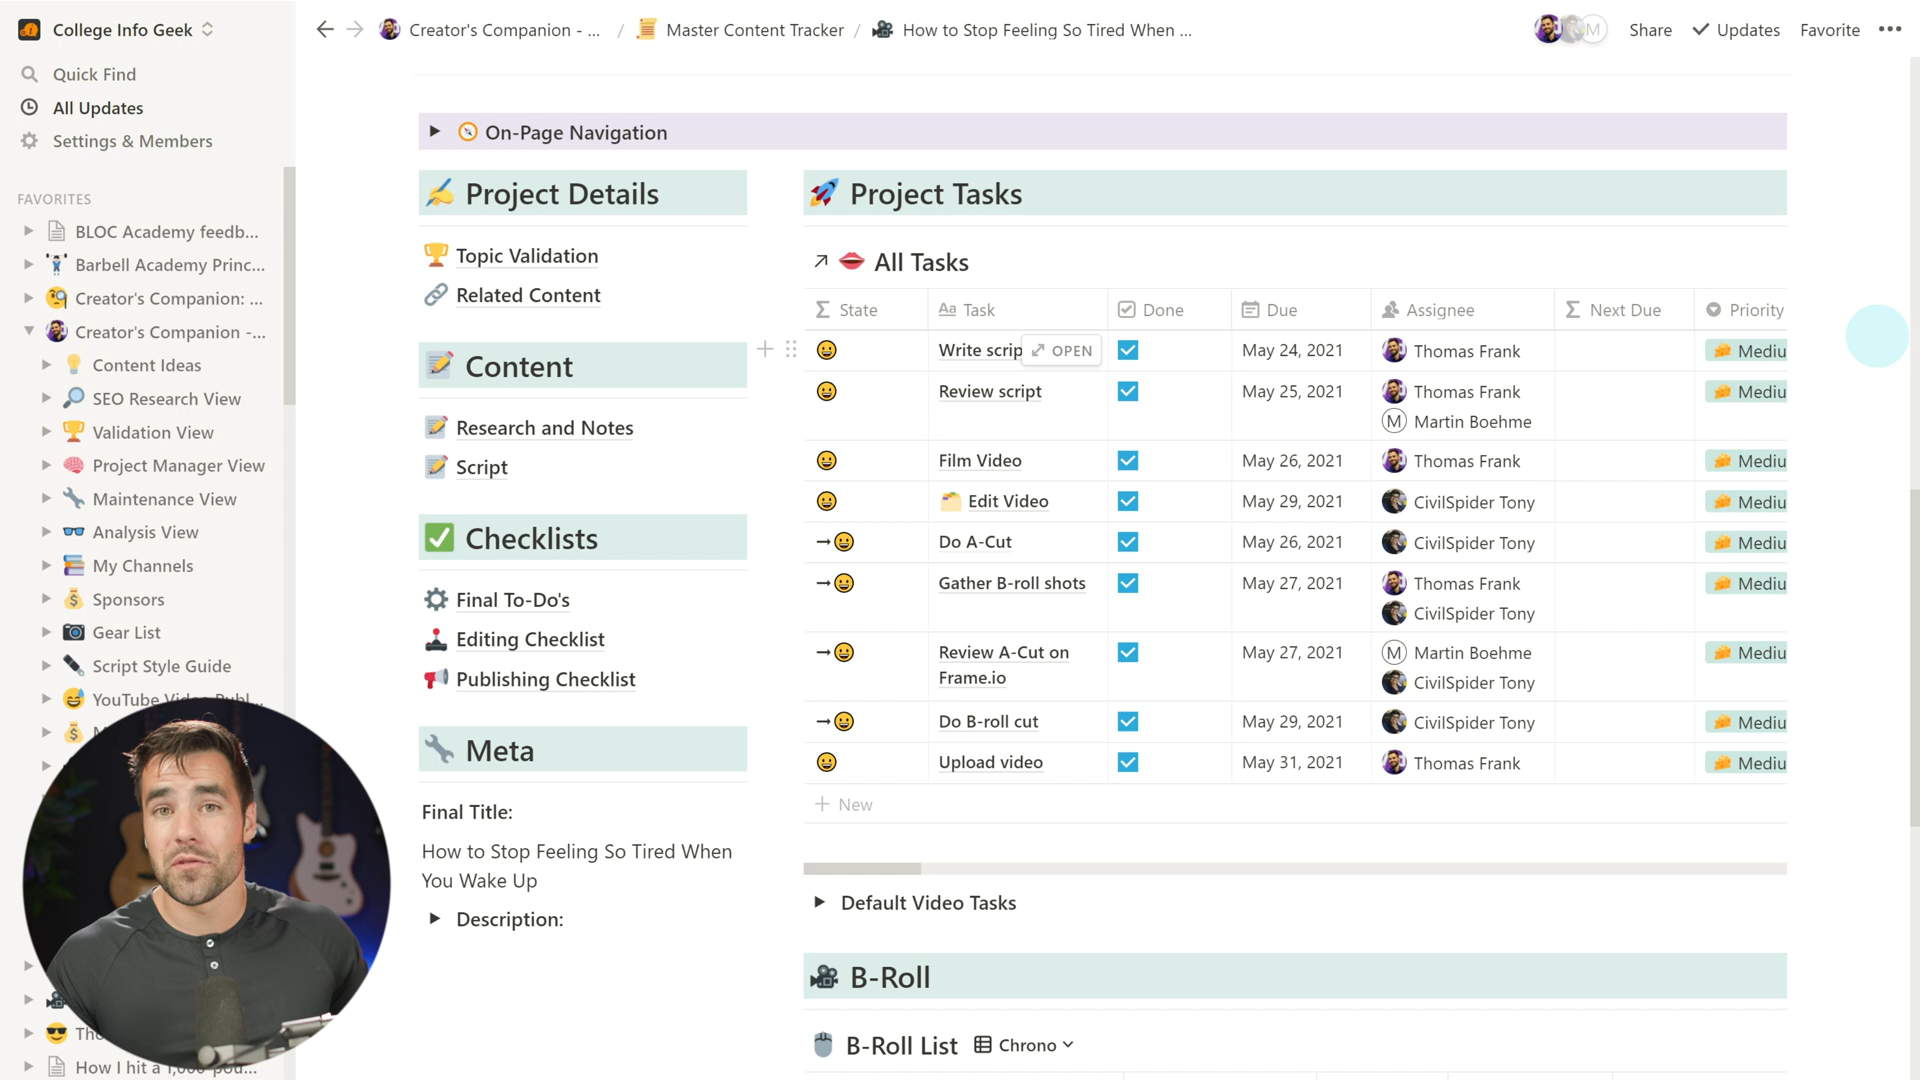 College Info Geek
Quick Find
All Updates
Settings & Members
FAVORITES
BLOC Academy feedb...
Barbell Academy Princ...
Creator's Companion: ...
Creator's Companion -...
Content Ideas
SEO Research View
Validation View
Project Manager View
Maintenance View
Analysis View
My Channels
Sponsors
Gear List
Script Style Guide
YouTube Video Publ...
How I hit a 1,000-pou...
Creator's Companion - ... / Master Content Tracker / How to Stop Feeling So Tired When ...
M
Share
Updates
Favorite
On-Page Navigation
Project Details
Topic Validation
Related Content
Content
Research and Notes
Script
Checklists
Final To-Do's
Editing Checklist
Publishing Checklist
Meta
Final Title:
How to Stop Feeling So Tired When
You Wake Up
Description:
Project Tasks
All Tasks
State Aa Task Done Due Assignee Next Due Priority
Write scrip OPEN May 24, 2021 Thomas Frank Mediu
Review script May 25, 2021 Thomas Frank Mediu
M Martin Boehme
Film Video May 26, 2021 Thomas Frank Mediu
Edit Video May 29, 2021 CivilSpider Tony Mediu
Do A-Cut May 26, 2021 CivilSpider Tony Mediu
Gather B-roll shots May 27, 2021 Thomas Frank Mediu
CivilSpider Tony
Review A-Cut on May 27, 2021 M Martin Boehme Mediu
Frame.io CivilSpider Tony
Do B-roll cut May 29, 2021 CivilSpider Tony Mediu
Upload video May 31, 2021 Thomas Frank Mediu
New
Default Video Tasks
B-Roll
B-Roll List Chrono